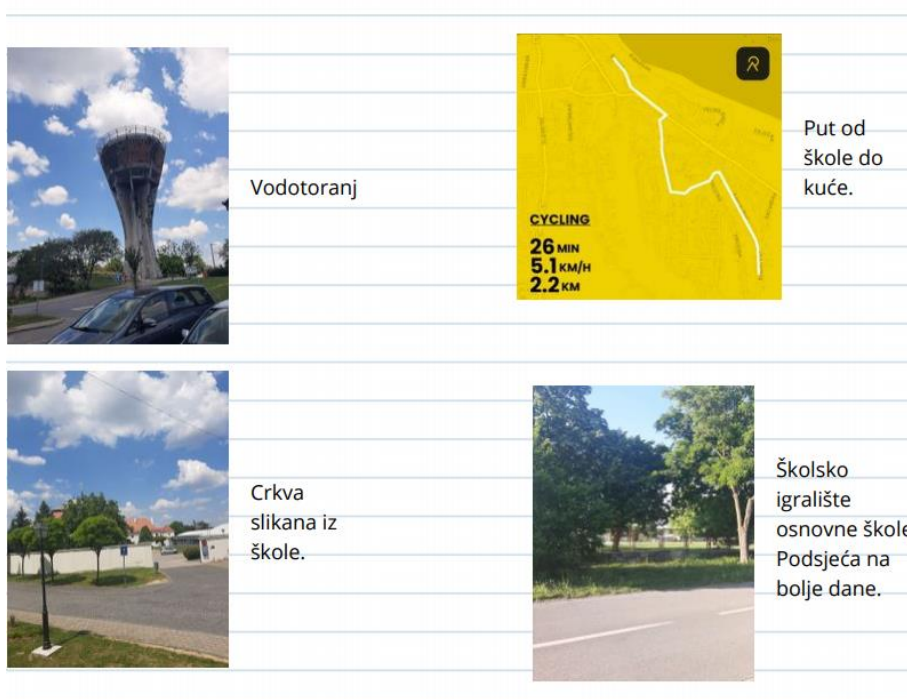 Vodotoranj
CYCLING
26 MIN
5.1 KM/H
2.2 KM
Put od
škole do
kuće.
Crkva
slikana iz
škole.
Školsko
igralište
osnovne škole
Podsjeća na
bolje dane.